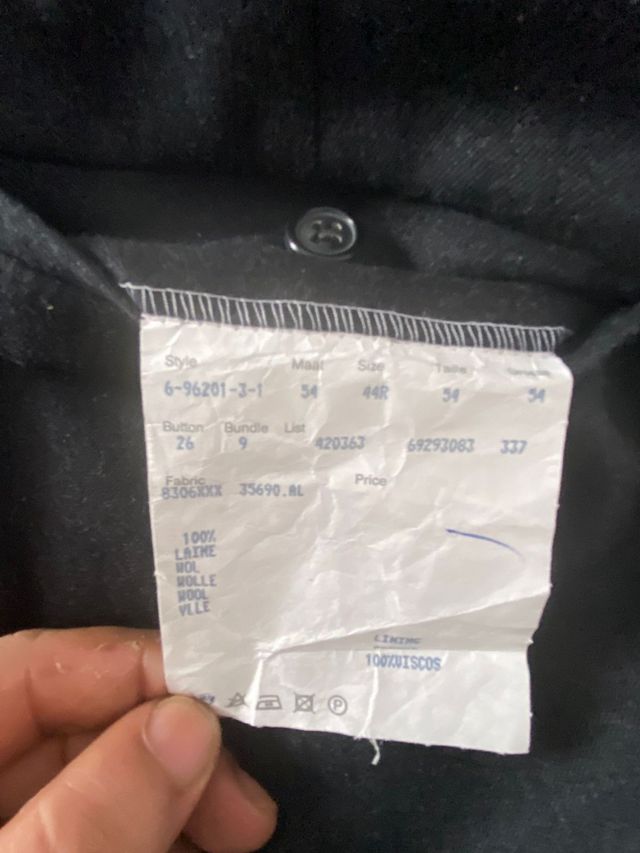 Style Maat Size Taille
6-96201-3-1 54 44R 54 54
Button Bundle List
26 9 420363 69293083 337
Fabric Price
8306XXX 35690.AL
100%
LAINE
WOL
WOLLE
WOOL
VLLE
LINING
100%VISCOS
P